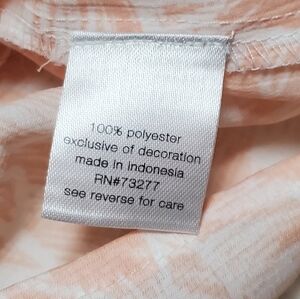 100% polyester
exclusive of decoration
made in indonesia
RN#73277
see reverse for care